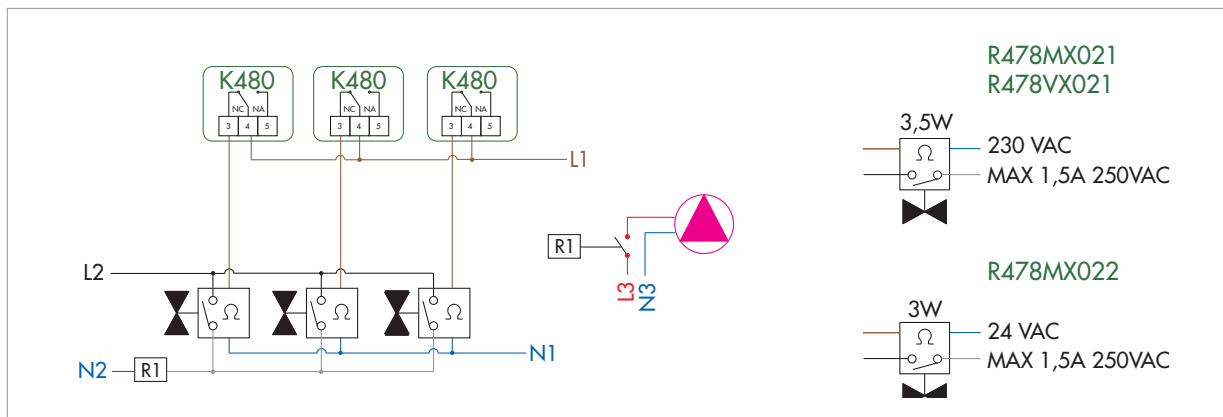 K480 K480 K480
NC NA NC NA NC NA
3 4 5 3 4 5 3 4 5
L1
L2
Ω Ω Ω
N1
N2 R1
R1
L3
N3
R478MX021
R478VX021
3,5W
Ω
230 VAC
MAX 1,5A 250VAC
R478MX022
3W
Ω
24 VAC
MAX 1,5A 250VAC